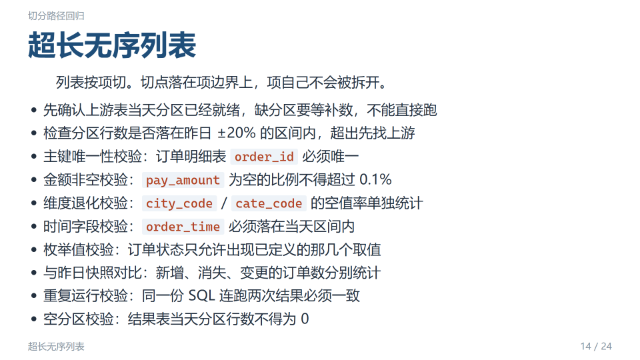 切分路径回归
超长无序列表
列表按项切。切点落在项边界上，项自己不会被拆开。
• 先确认上游表当天分区已经就绪，缺分区要等补数，不能直接跑
• 检查分区行数是否落在昨日 ±20% 的区间内，超出先找上游
• 主键唯一性校验：订单明细表 order_id 必须唯一
• 金额非空校验：pay_amount 为空的比例不得超过 0.1%
• 维度退化校验：city_code / cate_code 的空值率单独统计
• 时间字段校验：order_time 必须落在当天区间内
• 枚举值校验：订单状态只允许出现已定义的那几个取值
• 与昨日快照对比：新增、消失、变更的订单数分别统计
• 重复运行校验：同一份 SQL 连跑两次结果必须一致
• 空分区校验：结果表当天分区行数不得为 0
超长无序列表
14 / 24